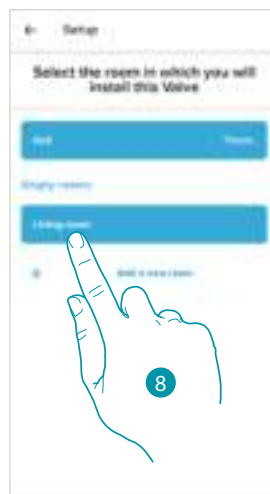 ← Setup
Select the room in which you will
install this Valve
Empty rooms
Living room
Add a new room
8